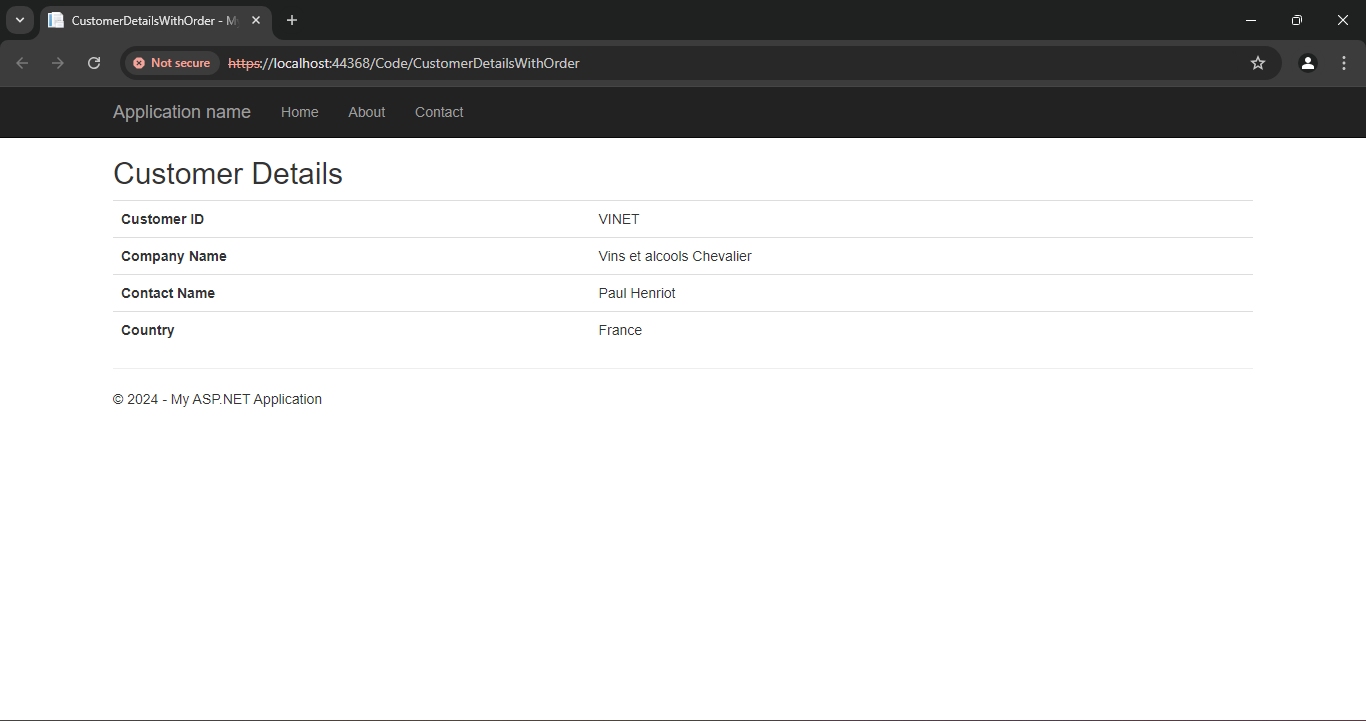 CustomerDetailsWithOrder - M
Not secure https://localhost:44368/Code/CustomerDetailsWithOrder
Application name Home About Contact
Customer Details
Customer ID VINET
Company Name Vins et alcools Chevalier
Contact Name Paul Henriot
Country France
© 2024 - My ASP.NET Application